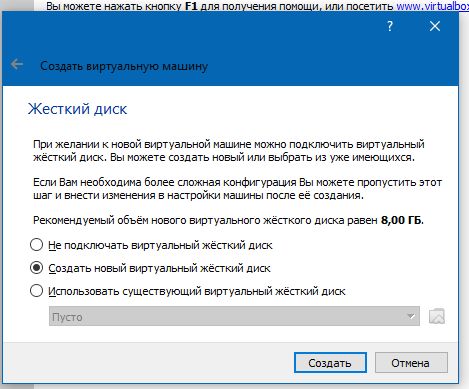 Вы можете нажать кнопку F1 для получения помощи, или посетить www.virtualbox
?
Создать виртуальную машину
Жесткий диск
При желании к новой виртуальной машине можно подключить виртуальный
жёсткий диск. Вы можете создать новый или выбрать из уже имеющихся.
Если Вам необходима более сложная конфигурация Вы можете пропустить этот
шаг и внести изменения в настройки машины после её создания.
Рекомендуемый объём нового виртуального жёсткого диска равен 8,00 ГБ.
Не подключать виртуальный жёсткий диск
Создать новый виртуальный жёсткий диск
Использовать существующий виртуальный жёсткий диск
Пусто
Создать
Отмена